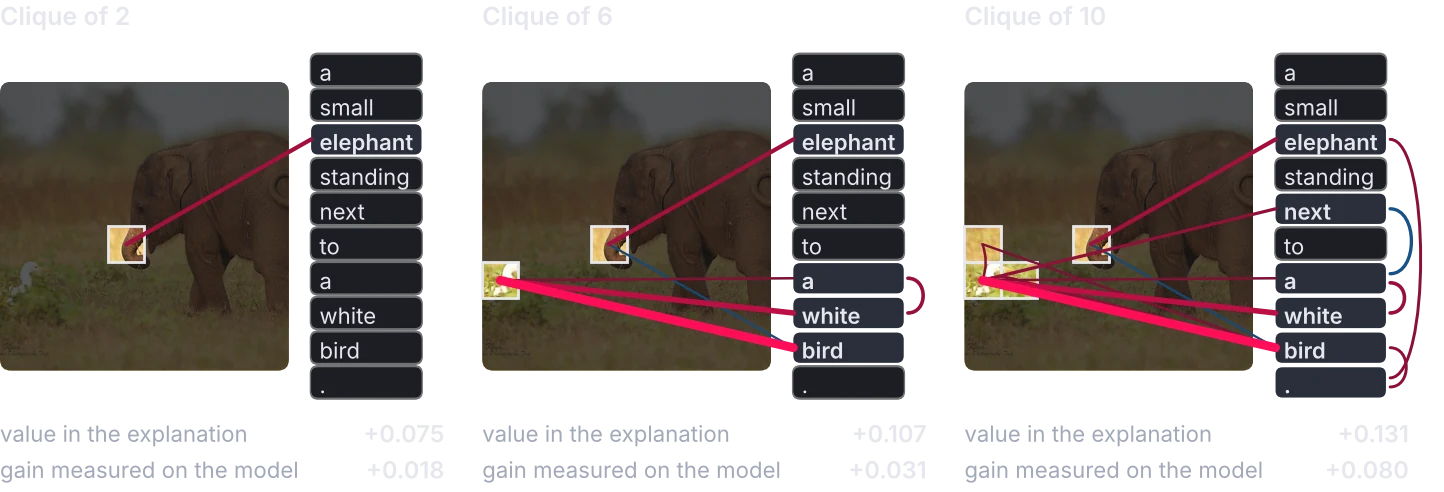 Clique of 2
a
small
elephant
standing
next
to
a
white
bird
.
value in the explanation +0.075
gain measured on the model +0.018
Clique of 6
a
small
elephant
standing
next
to
a
white
bird
.
value in the explanation +0.107
gain measured on the model +0.031
Clique of 10
a
small
elephant
standing
next
to
a
white
bird
.
value in the explanation +0.131
gain measured on the model +0.080